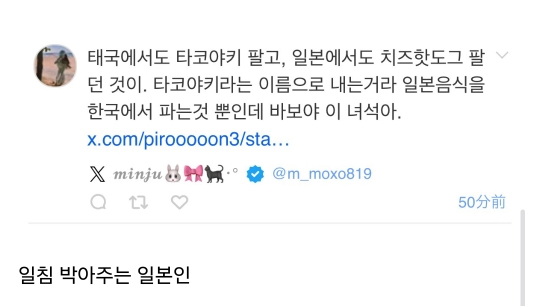 태국에서도 타코야키 팔고, 일본에서도 치즈핫도그 팔
던 것이. 타코야키라는 이름으로 내는거라 일본음식을
한국에서 파는것 뿐인데 바보야 이 녀석아.
x.com/pirooooon3/sta…
minju🐰🎀🐈‍⬛·° @m_moxo819
50分前
일침 박아주는 일본인